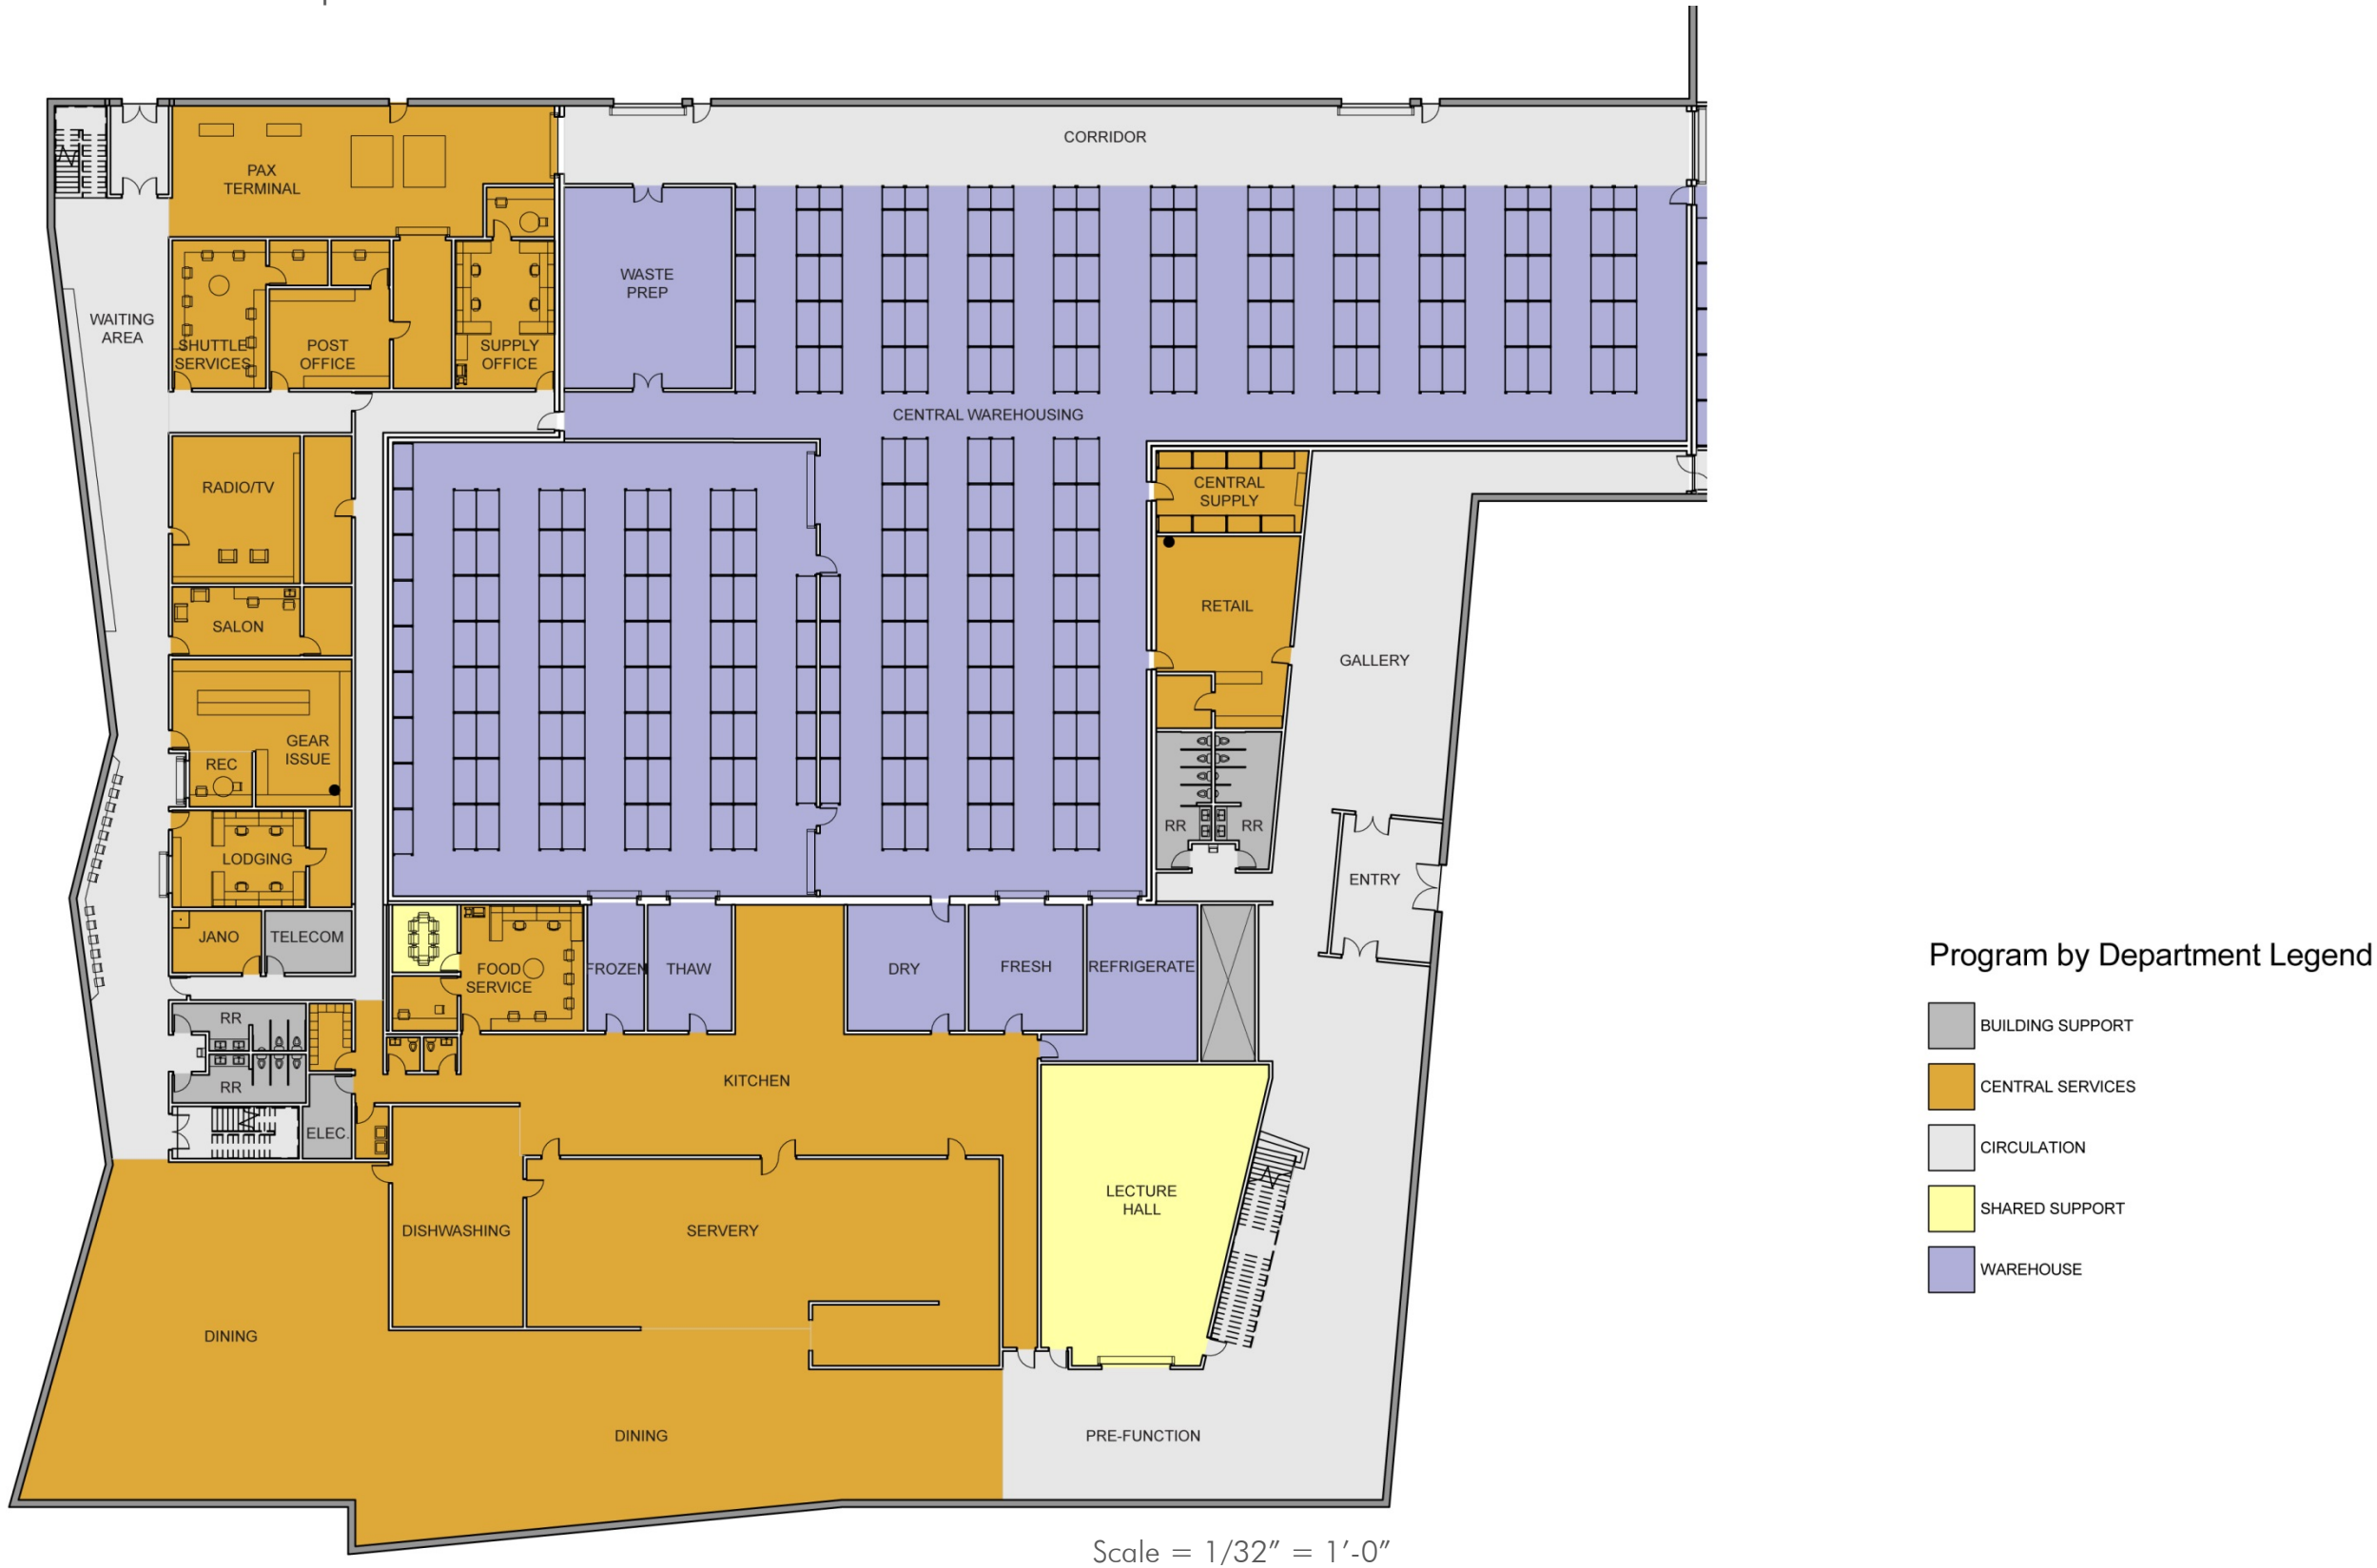 CORRIDOR
PAX
TERMINAL
WASTE
PREP
WAITING
AREA
SHUTTLE
SERVICES
POST
OFFICE
SUPPLY
OFFICE
CENTRAL WAREHOUSING
RADIO/TV
CENTRAL
SUPPLY
SALON
RETAIL
GALLERY
GEAR
ISSUE
REC
RR
RR
LODGING
ENTRY
JANO
TELECOM
FOOD
SERVICE
FROZEN
THAW
DRY
FRESH
REFRIGERATE
RR
RR
KITCHEN
ELEC.
LECTURE
HALL
DISHWASHING
SERVERY
DINING
DINING
PRE-FUNCTION
Program by Department Legend
BUILDING SUPPORT
CENTRAL SERVICES
CIRCULATION
SHARED SUPPORT
WAREHOUSE
Scale = 1/32″ = 1′-0″